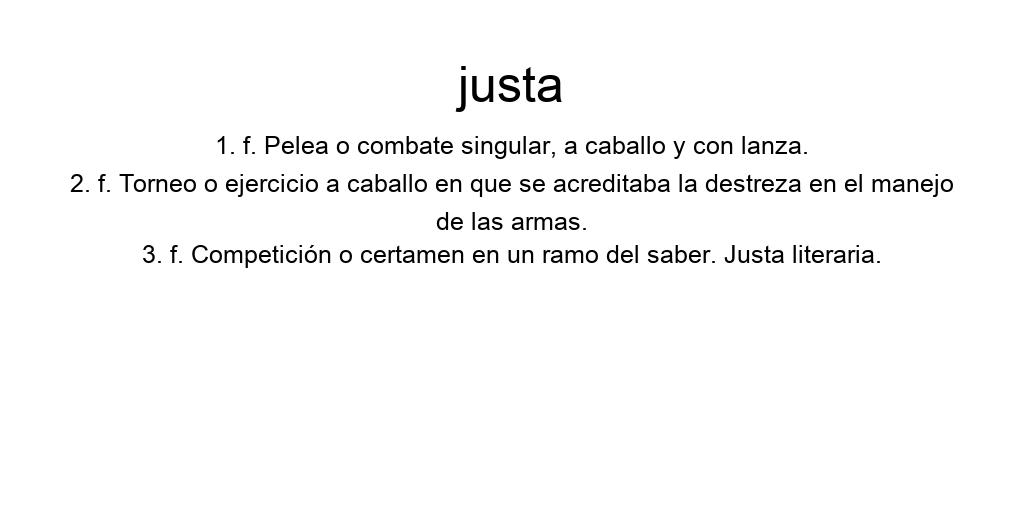 justa
1. f. Pelea o combate singular, a caballo y con lanza.
2. f. Torneo o ejercicio a caballo en que se acreditaba la destreza en el manejo
de las armas.
3. f. Competición o certamen en un ramo del saber. Justa literaria.